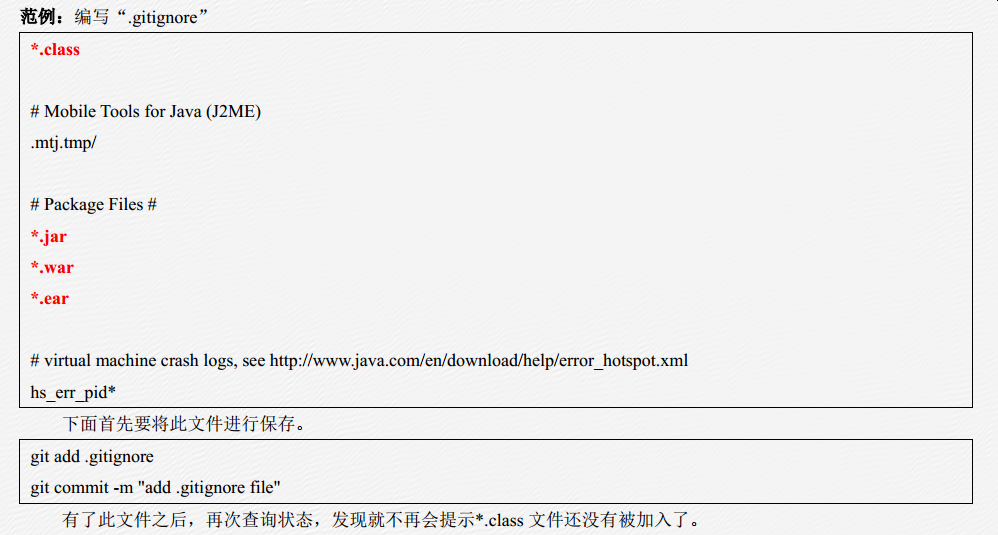 范例：编写“.gitignore”
*.class
# Mobile Tools for Java (J2ME)
.mtj.tmp/
# Package Files #
*.jar
*.war
*.ear
# virtual machine crash logs, see http://www.java.com/en/download/help/error_hotspot.xml
hs_err_pid*
下面首先要将此文件进行保存。
git add .gitignore
git commit -m "add .gitignore file"
有了此文件之后，再次查询状态，发现就不再会提示*.class 文件还没有被加入了。